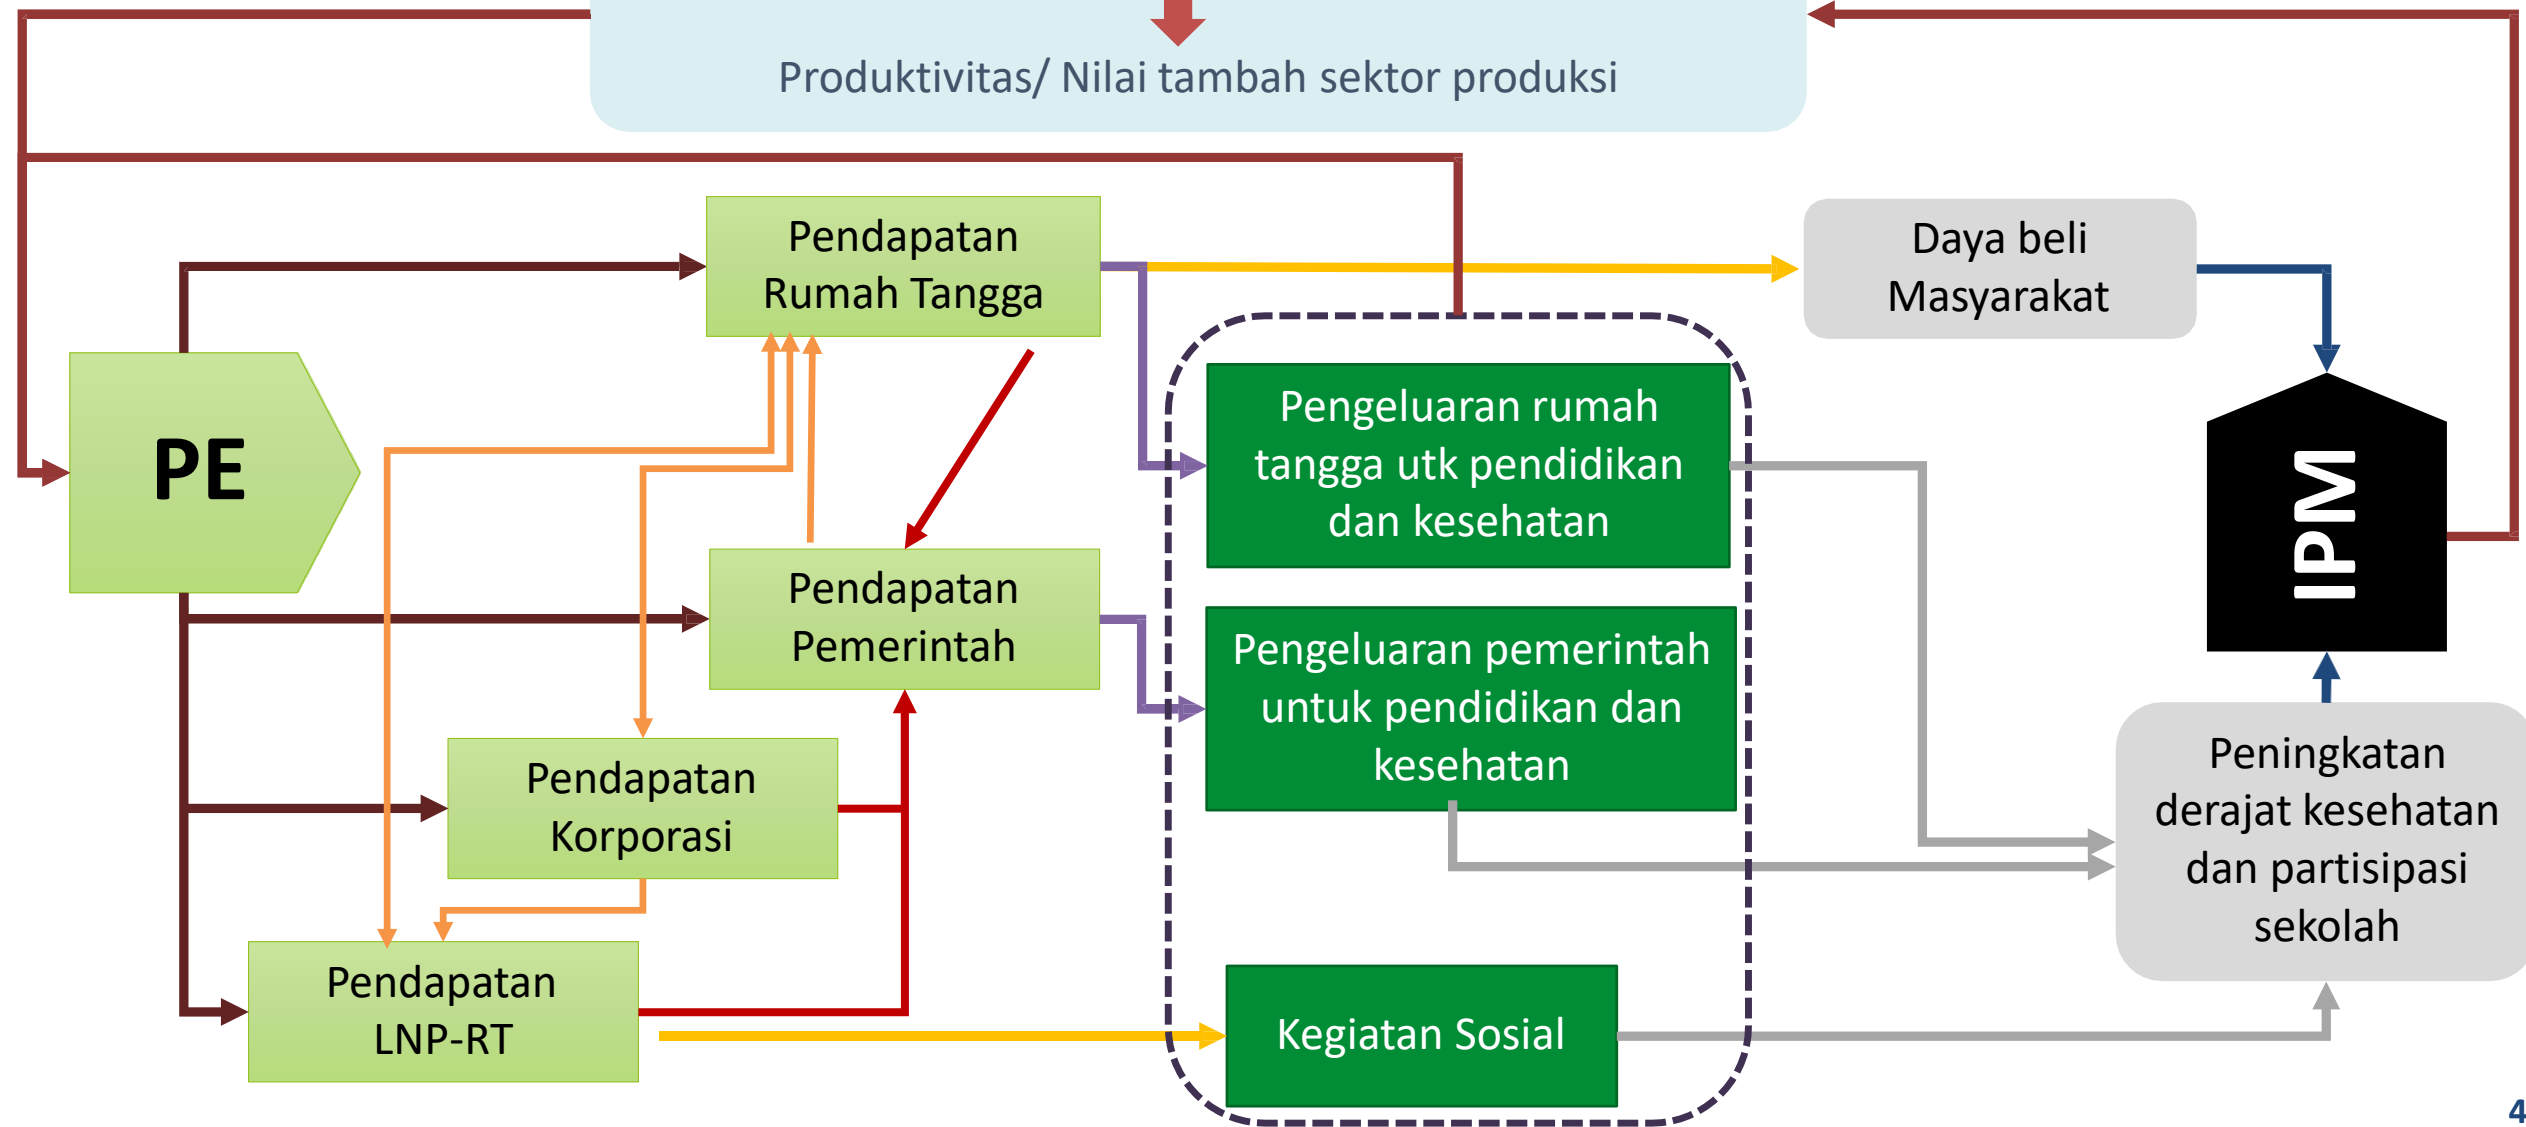 Produktivitas/ Nilai tambah sektor produksi
Pendapatan
Rumah Tangga
Daya beli
Masyarakat
PE
Pengeluaran rumah
tangga utk pendidikan
dan kesehatan
IPM
Pendapatan
Pemerintah
Pengeluaran pemerintah
untuk pendidikan dan
kesehatan
Pendapatan
Korporasi
Peningkatan
derajat kesehatan
dan partisipasi
sekolah
Pendapatan
LNP-RT
Kegiatan Sosial
4